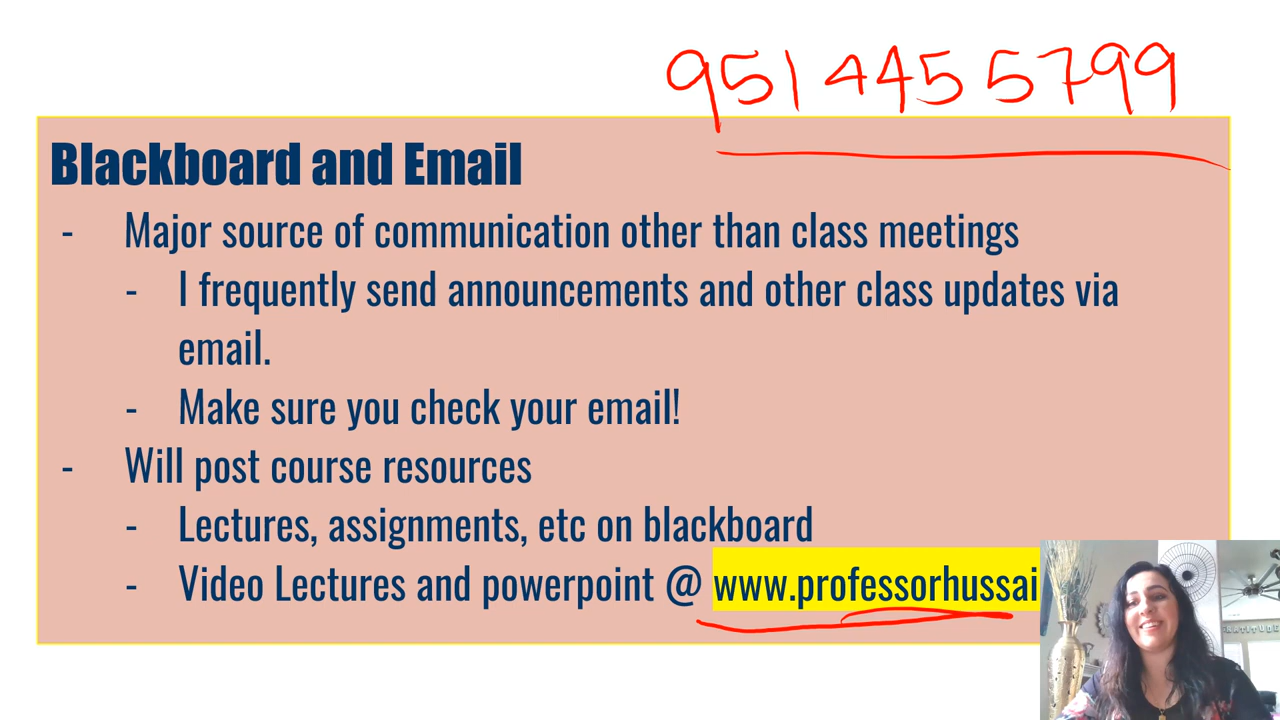 951 445 5799
Blackboard and Email
- Major source of communication other than class meetings
- I frequently send announcements and other class updates via
email.
- Make sure you check your email!
- Will post course resources
- Lectures, assignments, etc on blackboard
- Video Lectures and powerpoint @ www.professorhussai
GRATITUDE